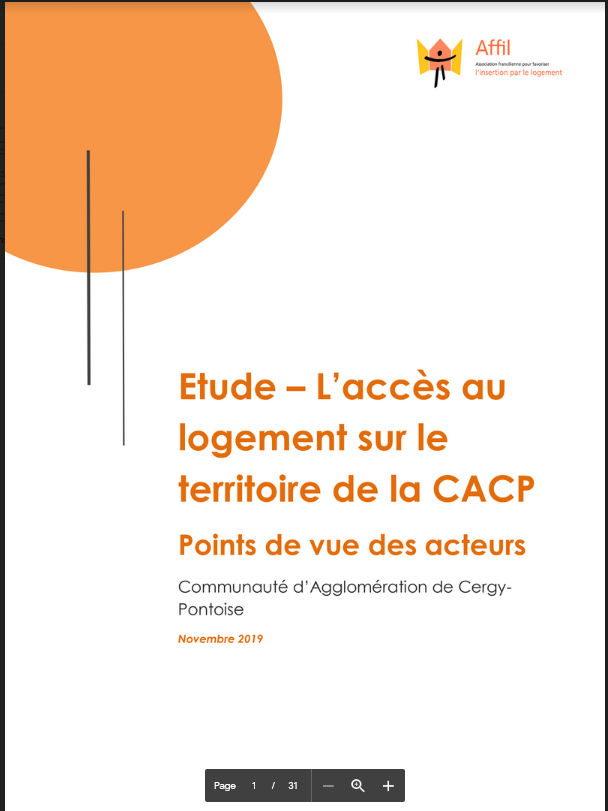 Affil
Association francilienne pour favoriser
l'insertion par le logement
Etude – L'accès au
logement sur le
territoire de la CACP
Points de vue des acteurs
Communauté d'Agglomération de Cergy-
Pontoise
Novembre 2019
Page 1 / 31